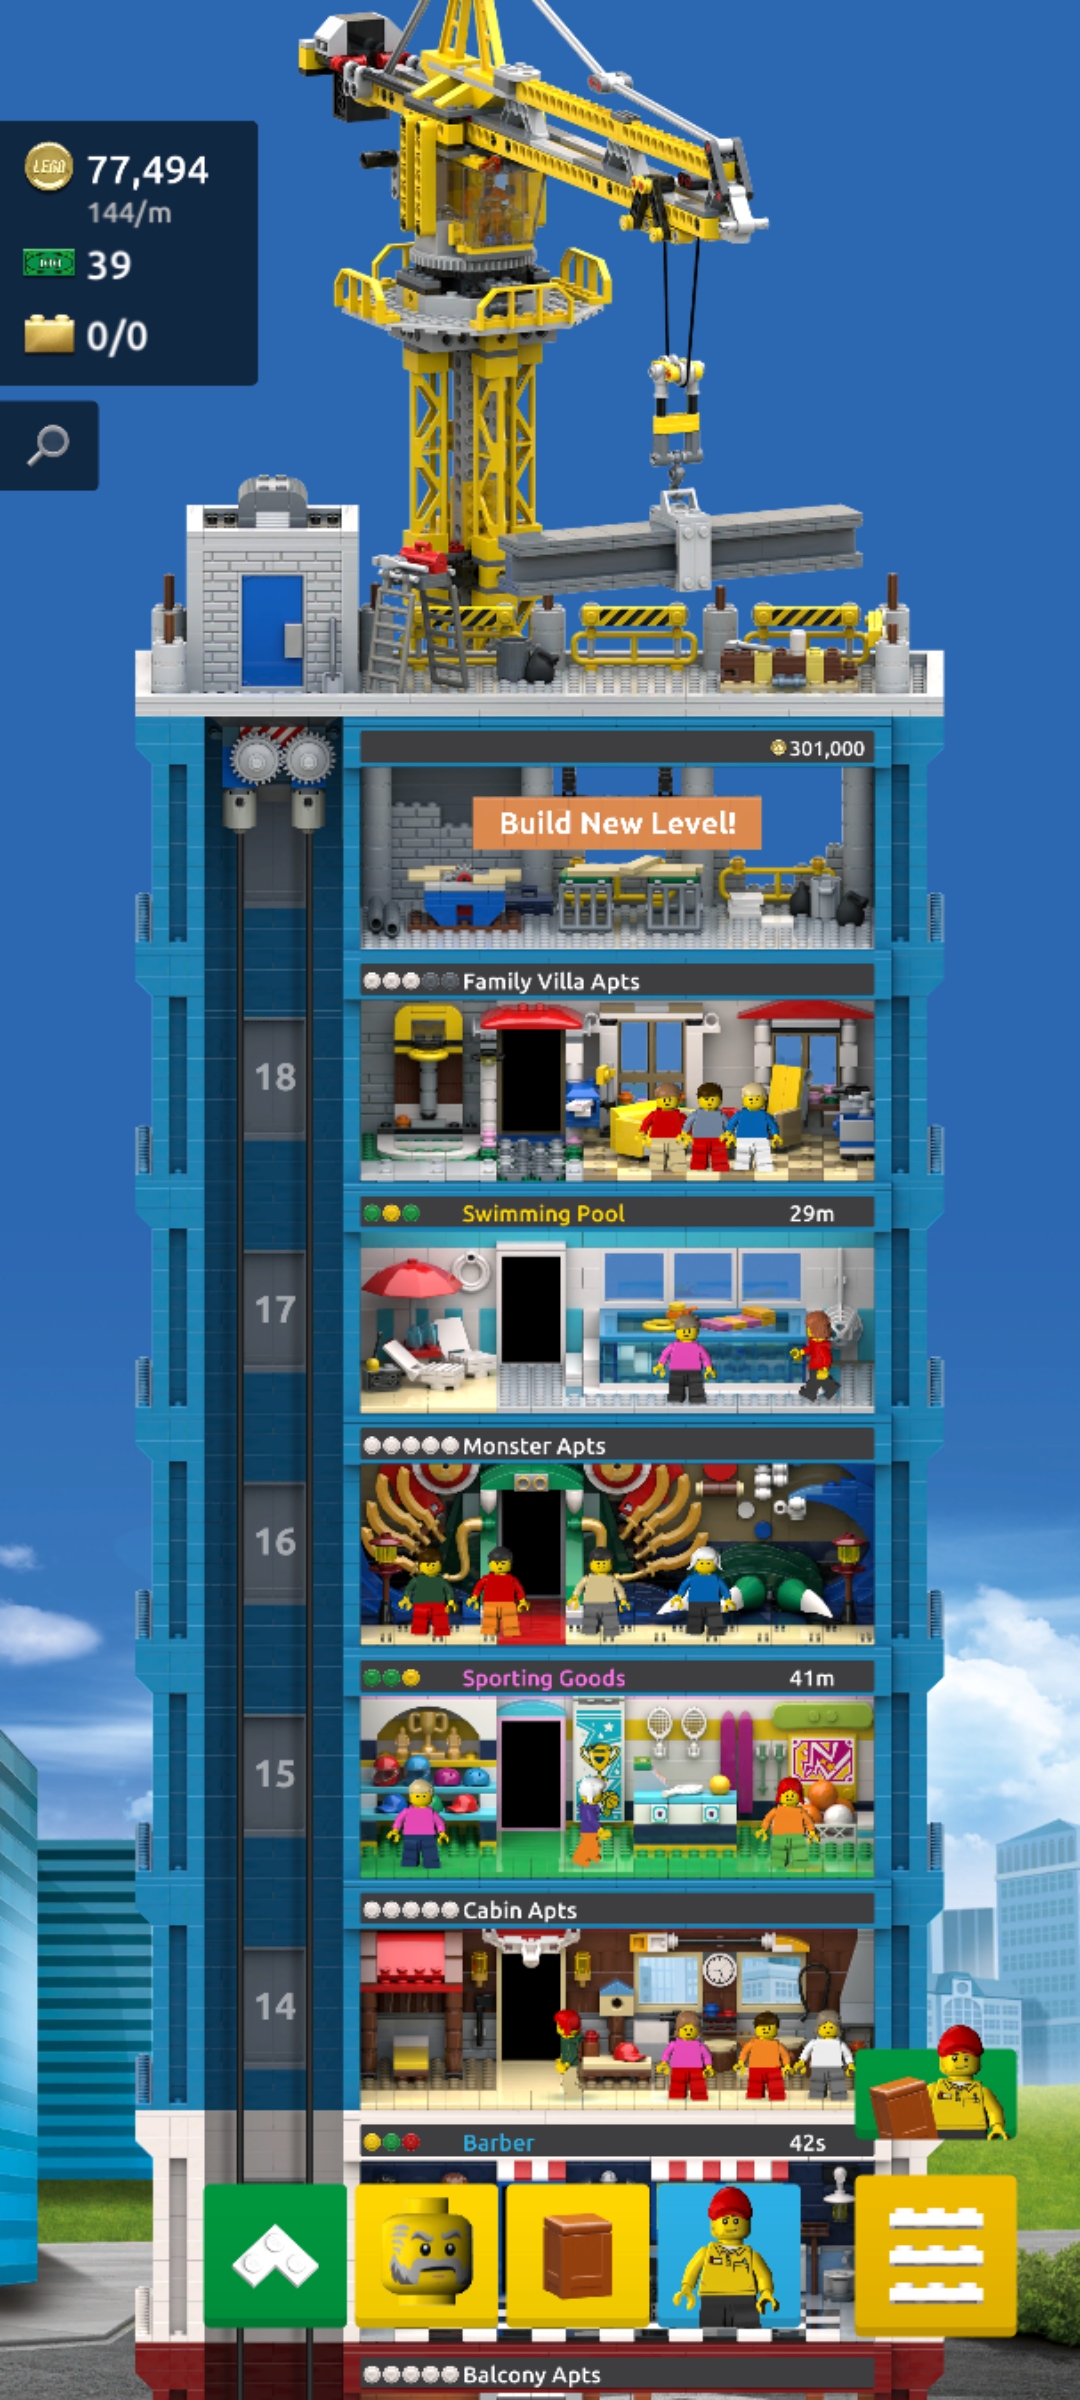 LEGO
77,494
144/m
39
0/0
301,000
Build New Level!
Family Villa Apts
18
Swimming Pool
29m
17
Monster Apts
16
Sporting Goods
41m
15
Cabin Apts
14
Barber
42s
Balcony Apts